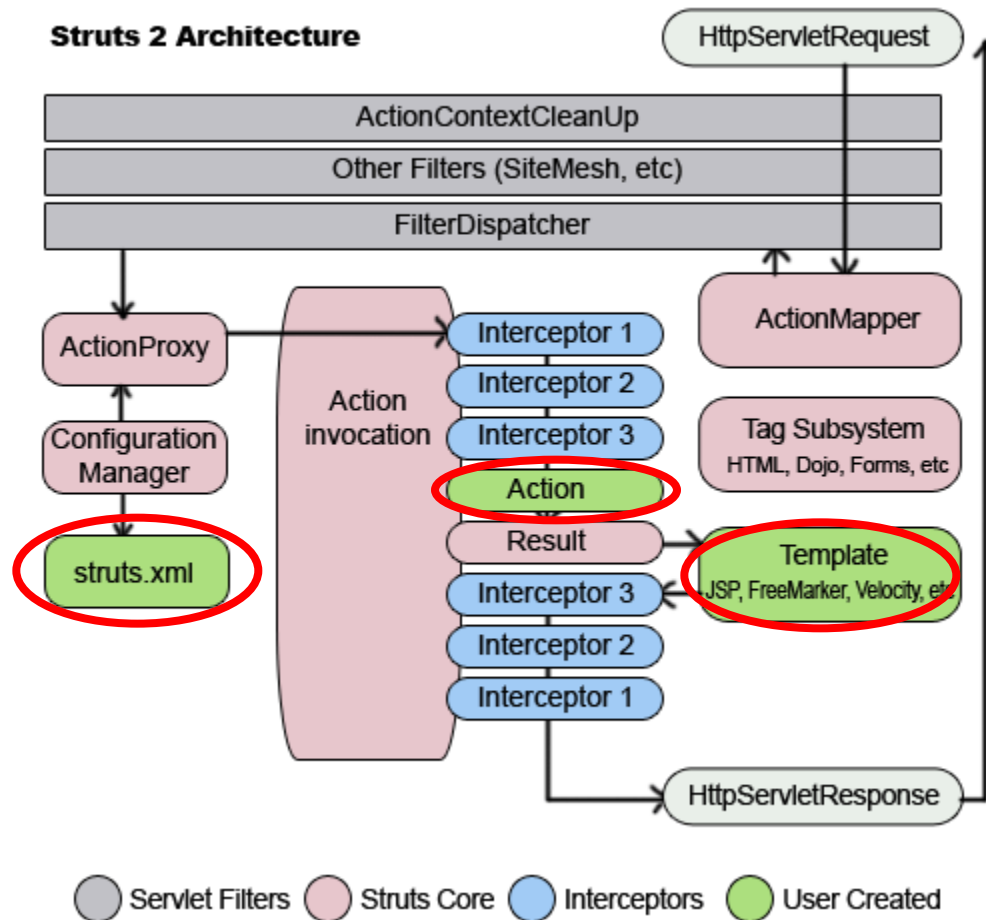 Struts 2 Architecture
HttpServletRequest
ActionContextCleanUp
Other Filters (SiteMesh, etc)
FilterDispatcher
ActionProxy
Configuration
Manager
struts.xml
Action
invocation
Interceptor 1
Interceptor 2
Interceptor 3
Action
Result
Interceptor 3
Interceptor 2
Interceptor 1
ActionMapper
Tag Subsystem
HTML, Dojo, Forms, etc
Template
JSP, FreeMarker, Velocity, etc
HttpServletResponse
Servlet Filters
Struts Core
Interceptors
User Created